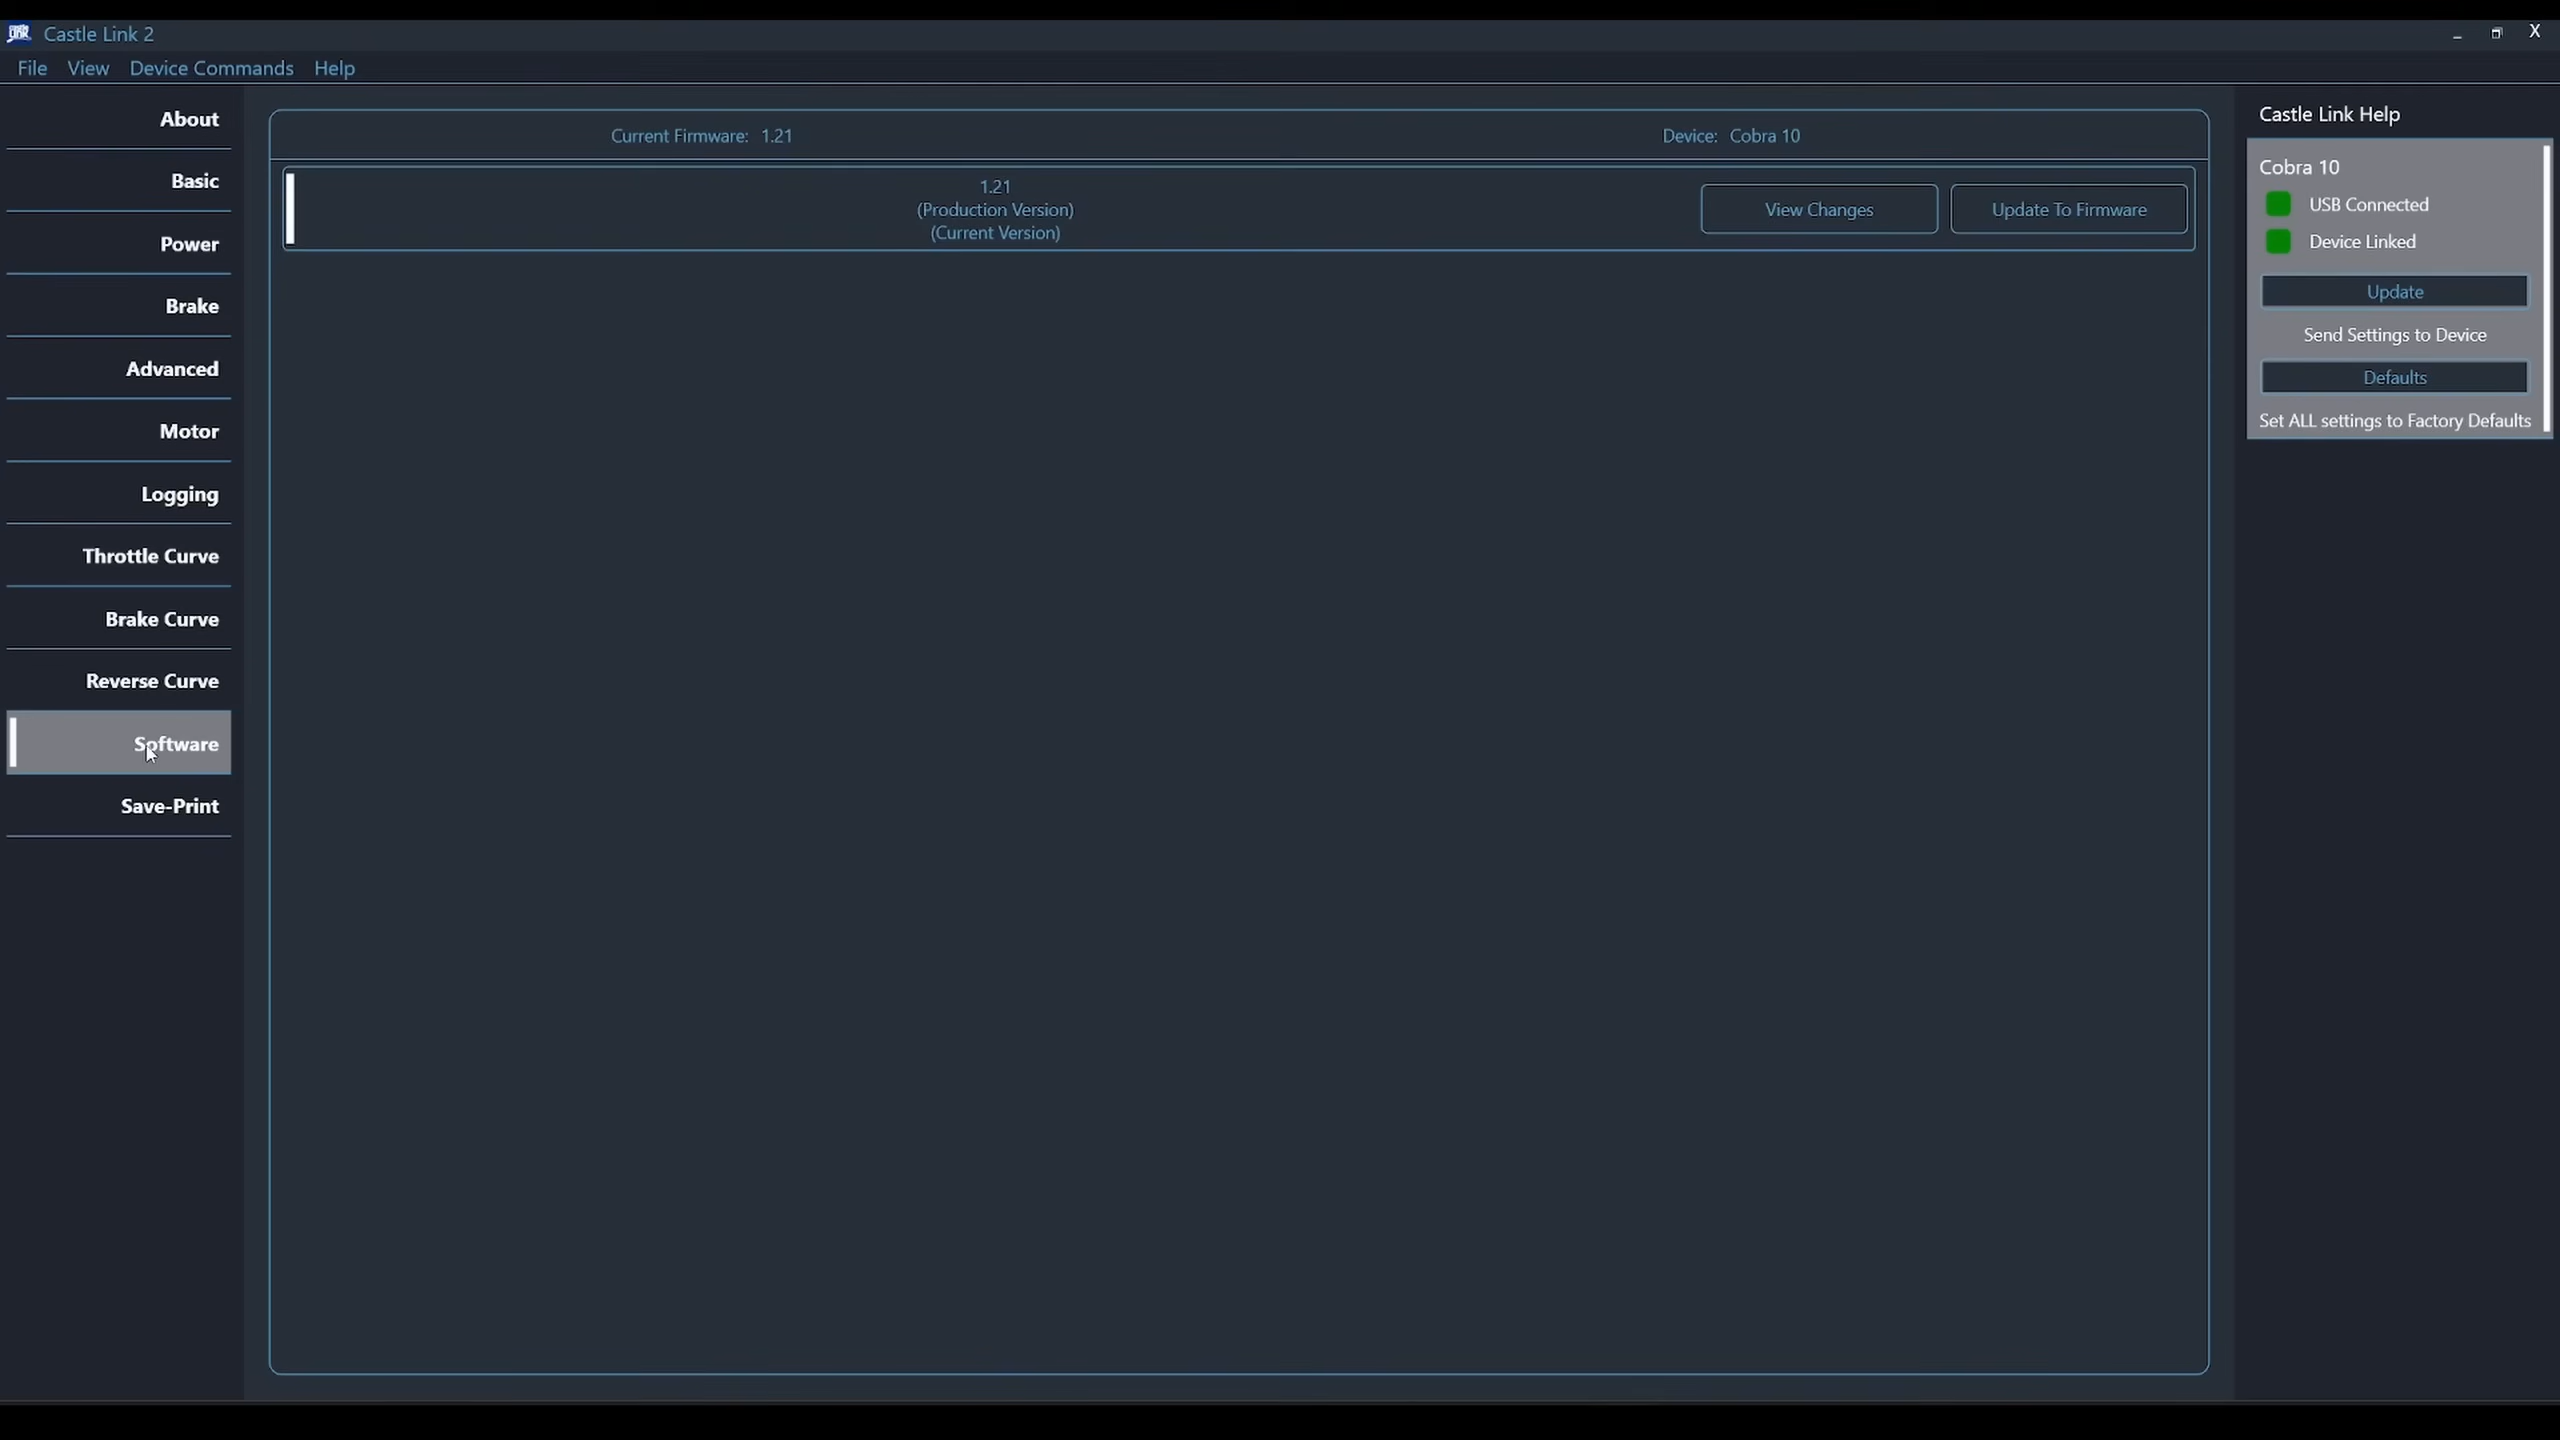 Castle Link 2
X
File View Device Commands Help
About
Basic
Power
Brake
Advanced
Motor
Logging
Throttle Curve
Brake Curve
Reverse Curve
Software
Save-Print
Current Firmware: 1.21
Device: Cobra 10
1.21
(Production Version)
(Current Version)
View Changes
Update To Firmware
Castle Link Help
Cobra 10
USB Connected
Device Linked
Update
Send Settings to Device
Defaults
Set ALL settings to Factory Defaults